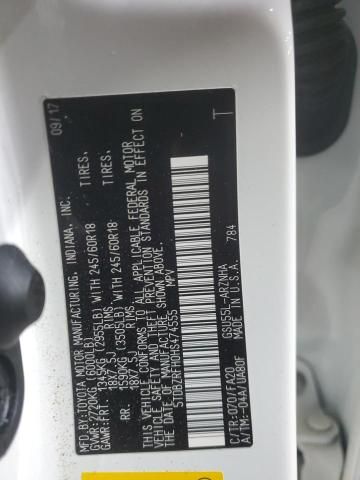 MFD.BY:TOYOTA MOTOR MANUFACTURING, INDIANA, INC. 09/17
GVWR:2720KG(6000LB)
GAWR:FRT. 1345KG (2955LB) WITH 245/60R18 TIRES,
18X7.5J RIMS
RR. 1590KG (3505LB) WITH 245/60R18 TIRES,
18X7.5J RIMS
THIS VEHICLE CONFORMS TO ALL APPLICABLE FEDERAL MOTOR
VEHICLE SAFETY AND THEFT PREVENTION STANDARDS IN EFFECT ON
THE DATE OF MANUFACTURE SHOWN ABOVE.
5TDBZRFH0HS474555 MPV
T
C/TR:070/FA20 GSU55L-ARZNHA
A/TM:-04A/UA80F MADE IN U.S.A. 784